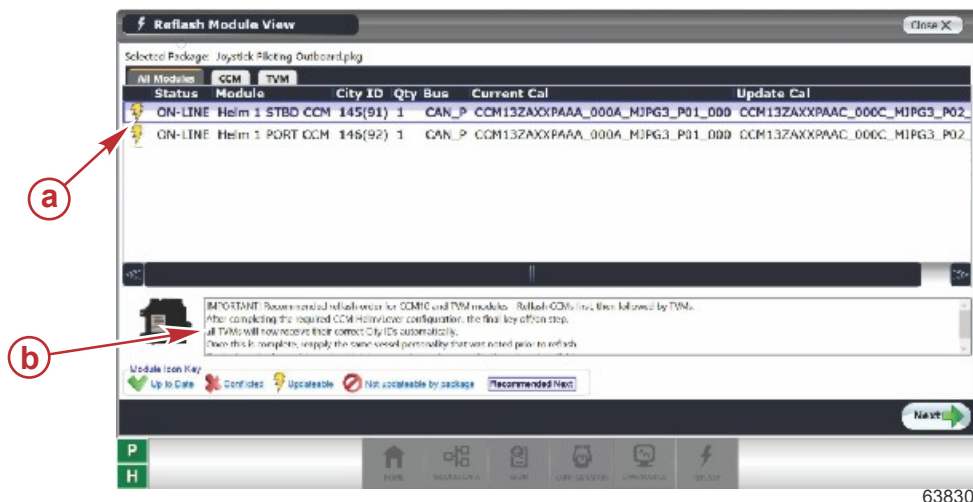 Reflash Module View
Close X
Selected Package: Joystick Piloting Outboard.pkg
All Modules CCM TVM
Status Module City ID Qty Bus Current Cal Update Cal
ON-LINE Helm 1 STBD CCM 145(91) 1 CAN_P CCM13ZAXXPAAA_000A_MJPG3_P01_000 CCM13ZAXXPAAC_000C_MJPG3_P02_
ON-LINE Helm 1 PORT CCM 146(92) 1 CAN_P CCM13ZAXXPAAA_000A_MJPG3_P01_000 CCM13ZAXXPAAC_000C_MJPG3_P02_
a
IMPORTANT! Recommended reflash order for and TVM modules - Reflash CCMs first, then followed by TVMs.
After completing the required CCM Helm/Lever configuration, the final key off/on step,
all TVMs will now receive their correct City IDs automatically.
Once this is complete, reapply the same vessel personality that was noted prior to reflash
b
Module Icon Key
Up to Date Conflicted Updateable Not updateable by package Recommended Next
Next
P
H
HOME
63830